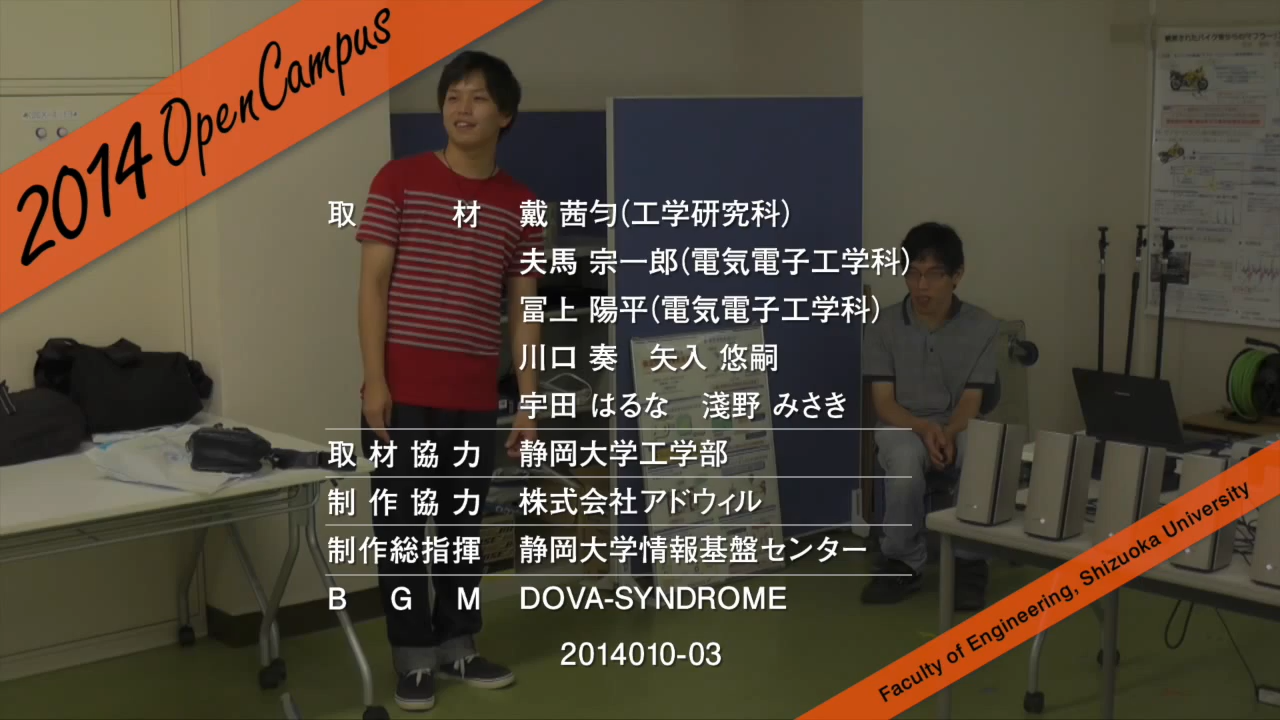 2014 OpenCampus
取材 戴 茜匀(工学研究科)
夫馬 宗一郎(電気電子工学科)
冨上 陽平(電気電子工学科)
川口 奏 矢入 悠嗣
宇田 はるな 淺野 みさき
取材協力 静岡大学工学部
制作協力 株式会社アドウィル
制作総指揮 静岡大学情報基盤センター
BGM DOVA-SYNDROME
2014010-03
Faculty of Engineering, Shizuoka University